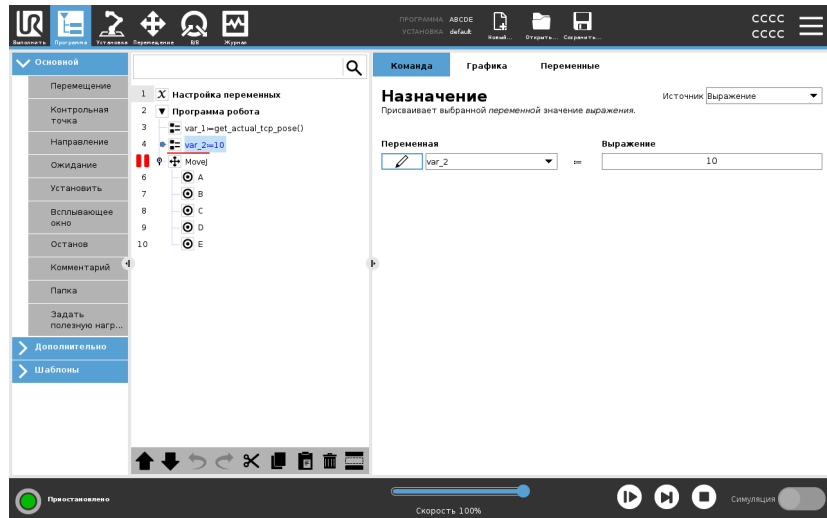 UR
Выполнить Программа Установка Перемещение В/В Журнал
ПРОГРАММА ABCDE
УСТАНОВКА default
Новый... Открыть... Сохранить...
CCCC
CCCC
Основной
Перемещение
Контрольная
точка
Направление
Ожидание
Установить
Всплывающее
окно
Останов
Комментарий
Папка
Задать
полезную нагр...
Дополнительно
Шаблоны
1 X Настройка переменных
2 Программа робота
3 var_1≔get_actual_tcp_pose()
4 var_2≔10
MoveJ
6 A
7 B
8 C
9 D
10 E
Команда Графика Переменные
Назначение
Источник Выражение
Присваивает выбранной переменной значение выражения.
Переменная Выражение
var_2 ≔ 10
Приостановлено
Скорость 100%
Симуляция